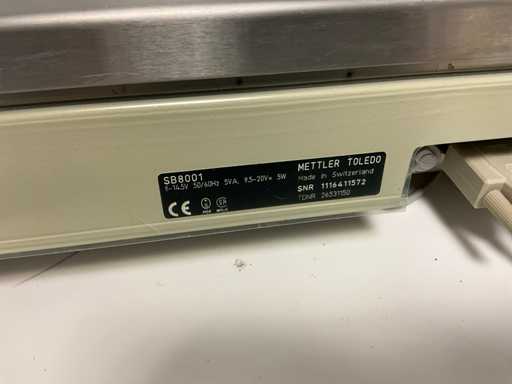 SB8001
8-14.5V 50/60Hz 5VA, 9.5-20V= 5W
METTLER TOLEDO
Made in Switzerland
SNR 1116411572
TDNR 26531150
CE